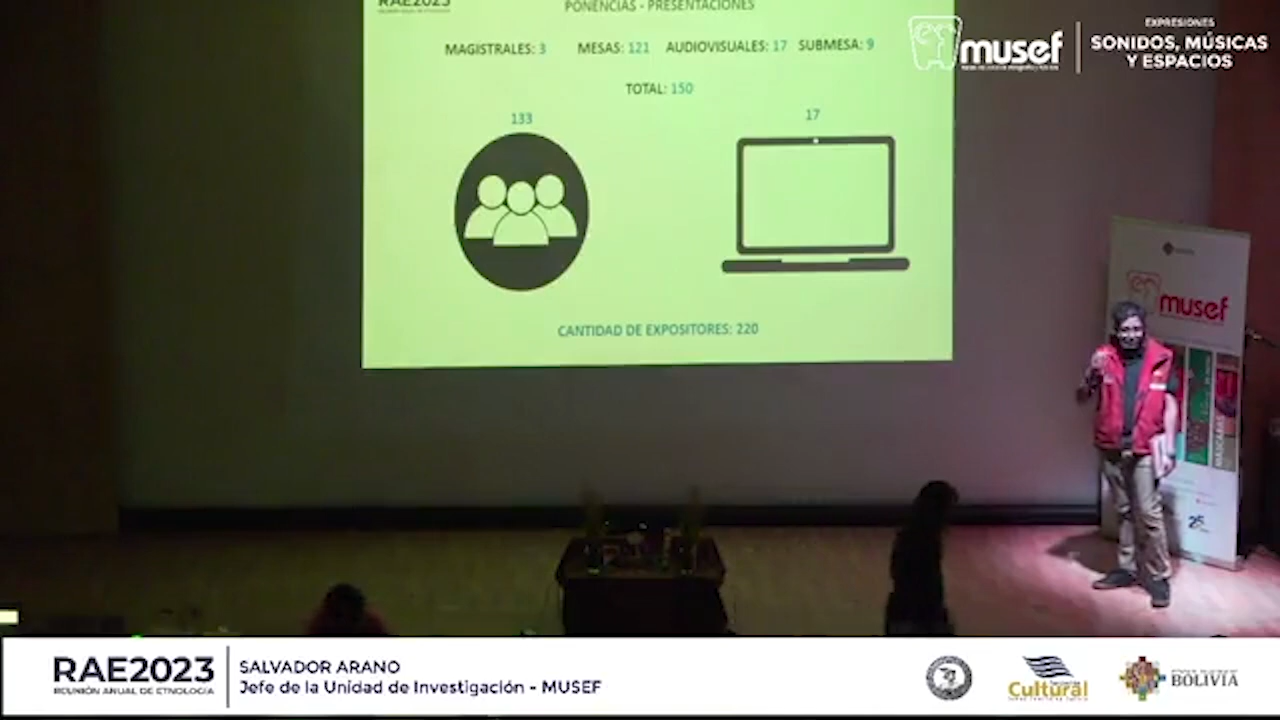 RAE2023
PONENCIAS - PRESENTACIONES
MAGISTRALES: 3 MESAS: 121 AUDIOVISUALES: 17 SUBMESA: 9
TOTAL: 150
133
17
CANTIDAD DE EXPOSITORES: 220
musef
EXPRESIONES
SONIDOS, MÚSICAS
Y ESPACIOS
musef
25
RAE2023
REUNIÓN ANUAL DE ETNOLOGÍA
SALVADOR ARANO
Jefe de la Unidad de Investigación - MUSEF
Cultural
BOLIVIA